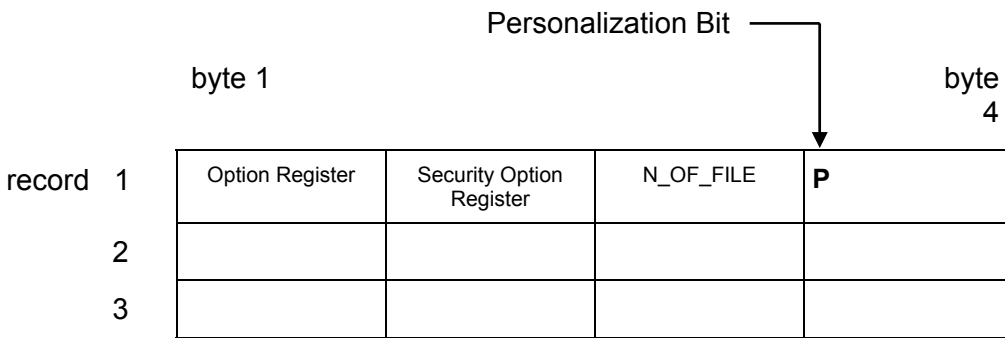 Personalization Bit
byte 1
byte
4
record 1
Option Register
Security Option
Register
N_OF_FILE
P
2
3